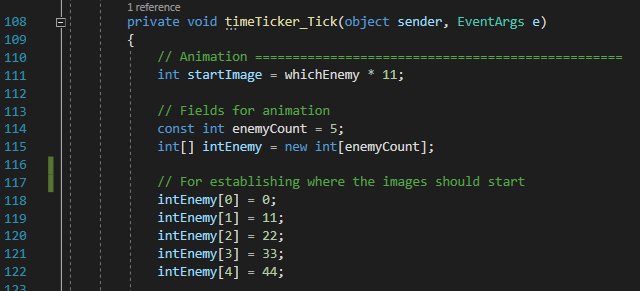 1 reference
108 private void timeTicker_Tick(object sender, EventArgs e)
109 {
110 // Animation ================================================
111 int startImage = whichEnemy * 11;
112
113 // Fields for animation
114 const int enemyCount = 5;
115 int[] intEnemy = new int[enemyCount];
116
117 // For establishing where the images should start
118 intEnemy[0] = 0;
119 intEnemy[1] = 11;
120 intEnemy[2] = 22;
121 intEnemy[3] = 33;
122 intEnemy[4] = 44;
123